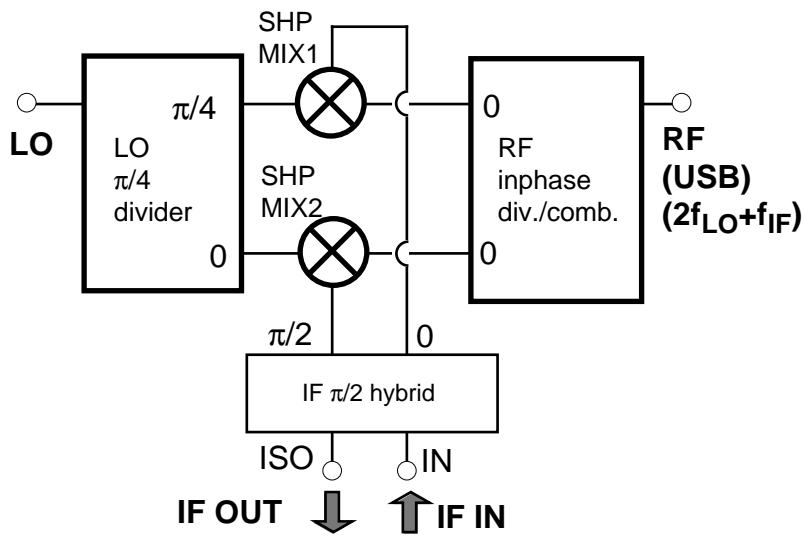 SHP
MIX1
π/4
0
LO
LO
π/4
divider
RF
inphase
div./comb.
RF
(USB)
(2fLO+fIF)
SHP
MIX2
0
0
π/2
0
IF π/2 hybrid
ISO
IN
IF OUT
IF IN